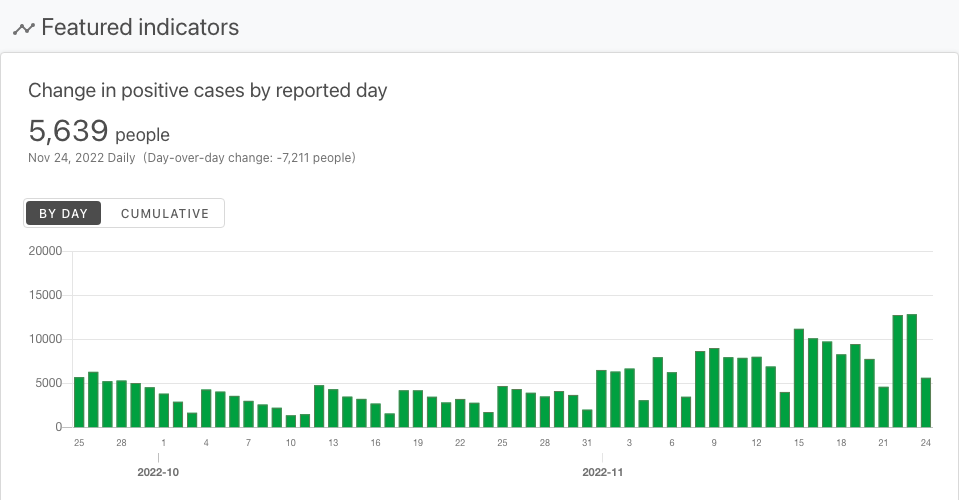 Featured indicators
Change in positive cases by reported day
5,639 people
Nov 24, 2022 Daily (Day-over-day change: -7,211 people)
BY DAY CUMULATIVE
20000
15000
10000
5000
0
25 28 1 4 7 10 13 16 19 22 25 28 31 3 6 9 12 15 18 21 24
2022-10 2022-11